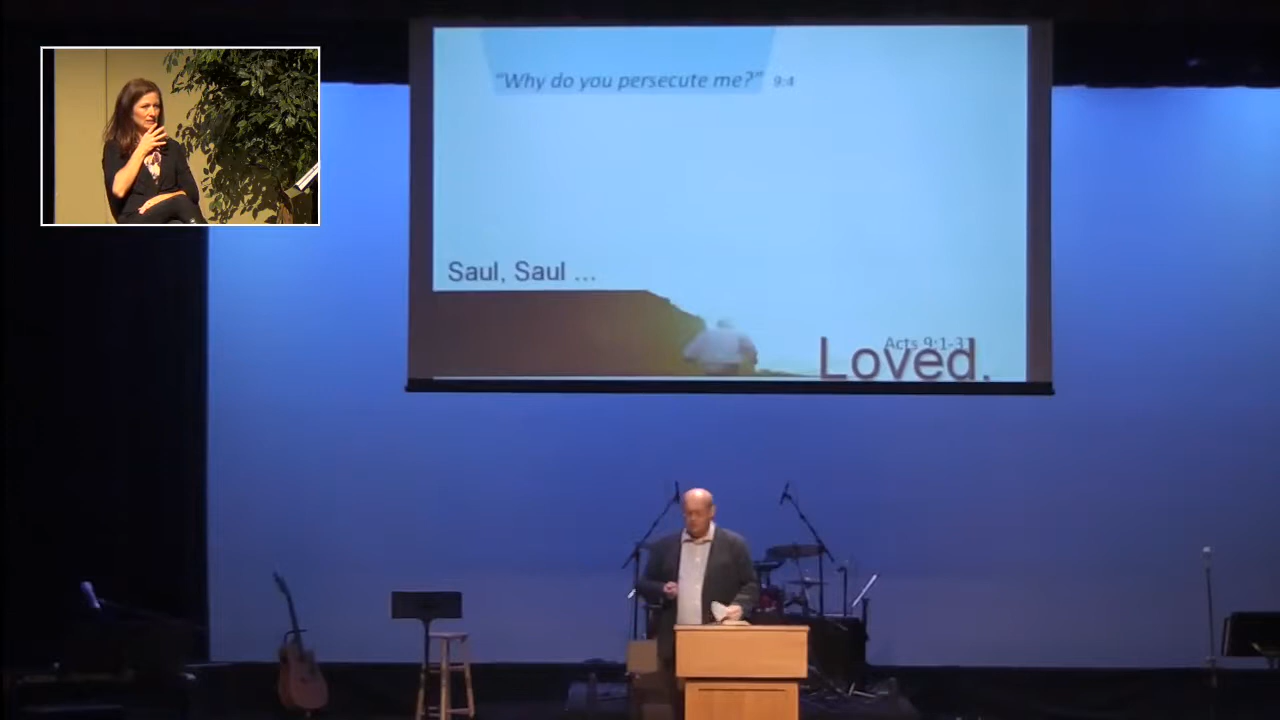 “Why do you persecute me?” 9:4
Saul, Saul ...
Acts 9:1-31
Loved.